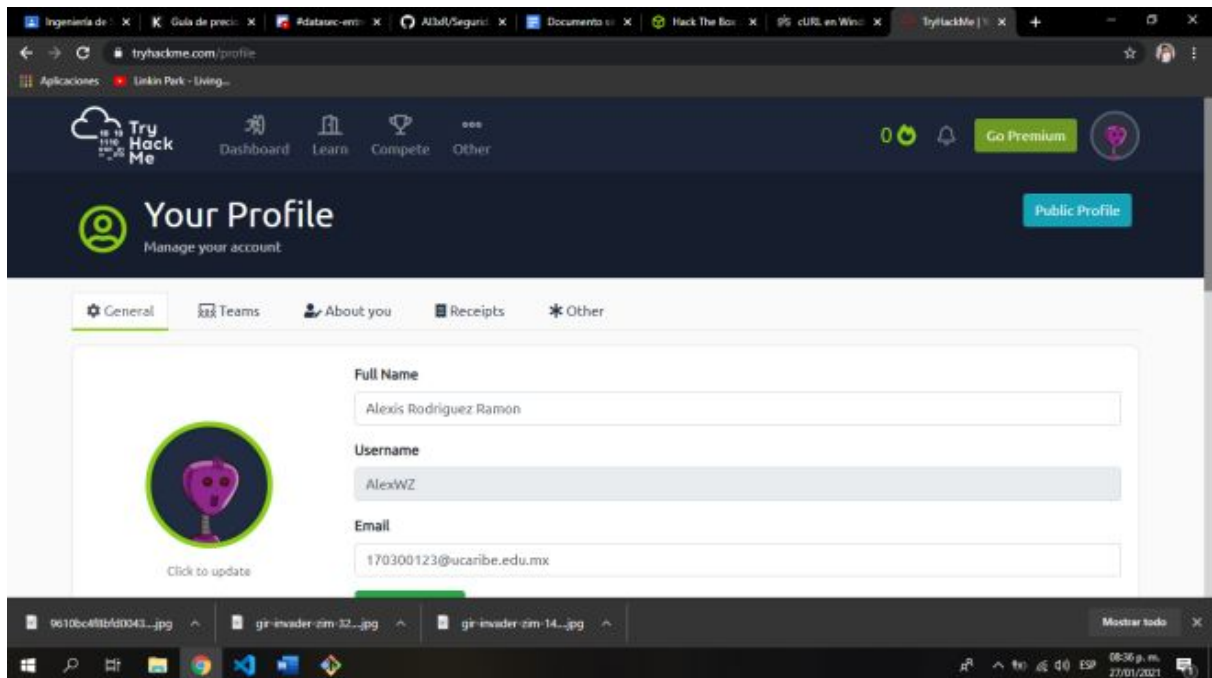 Ingeniería de
Guía de precio
#datasec-ent
Documento s
Hack The Box
cURL en Wind
TryHackMe |
tryhackme.com/profile
Aplicaciones
Linkin Park - Living...
Try
Hack
Me
Dashboard
Learn
Compete
Other
0
Go Premium
Your Profile
Manage your account
Public Profile
General
Teams
About you
Receipts
Other
Full Name
Alexis Rodriguez Ramon
Username
AlexWZ
Email
170300123@ucaribe.edu.mx
Click to update
gir-invader-zim-32...jpg
gir-invader-zim-14...jpg
Mostrar todo
ESP
08:36 p. m.
27/01/2021